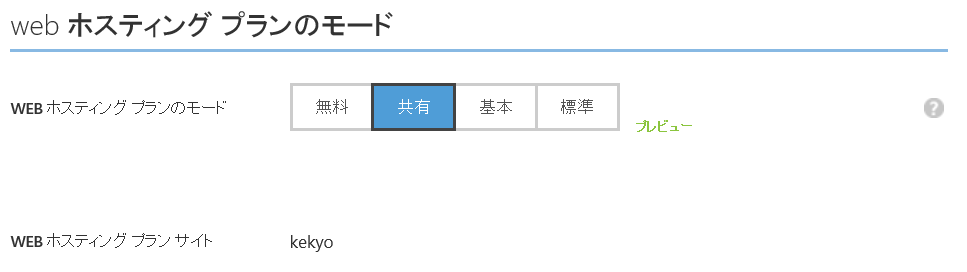 web ホスティング プランのモード
WEB ホスティング プランのモード 無料 共有 基本 標準 プレビュー ?
WEB ホスティング プラン サイト kekyo